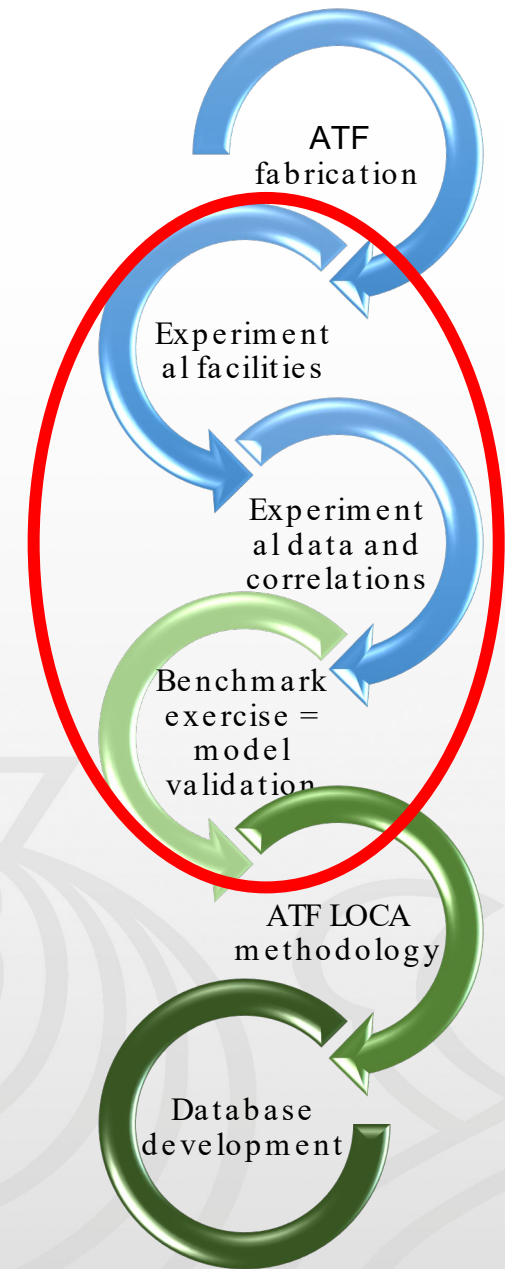 ATF
fabrication
Experiment
al facilities
Experiment
al data and
correlations
Benchmark
exercise =
model
validation
ATF LOCA
methodology
Database
development